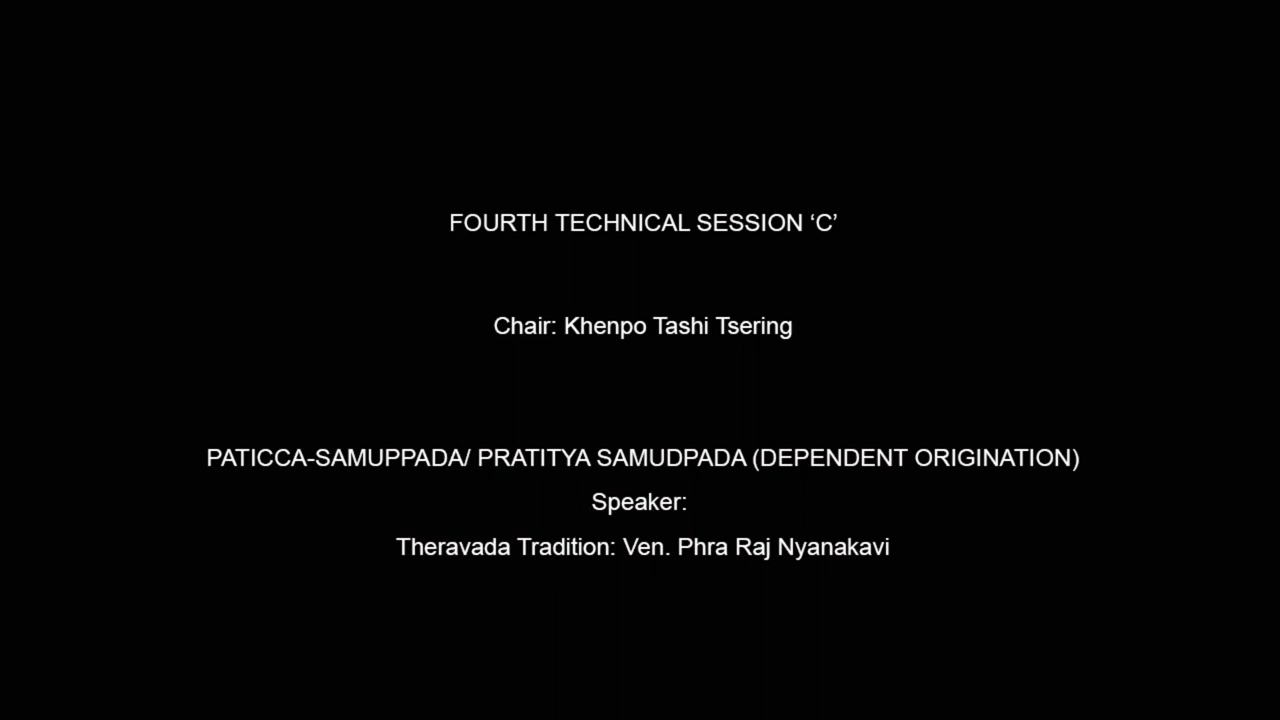 FOURTH TECHNICAL SESSION ‘C’
Chair: Khenpo Tashi Tsering
PATICCA-SAMUPPADA/ PRATITYA SAMUDPADA (DEPENDENT ORIGINATION)
Speaker:
Theravada Tradition: Ven. Phra Raj Nyanakavi